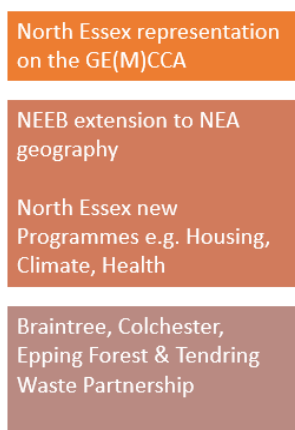 North Essex representation
on the GE(M)CCA
NEEB extension to NEA
geography
North Essex new
Programmes e.g. Housing,
Climate, Health
Braintree, Colchester,
Epping Forest & Tendring
Waste Partnership